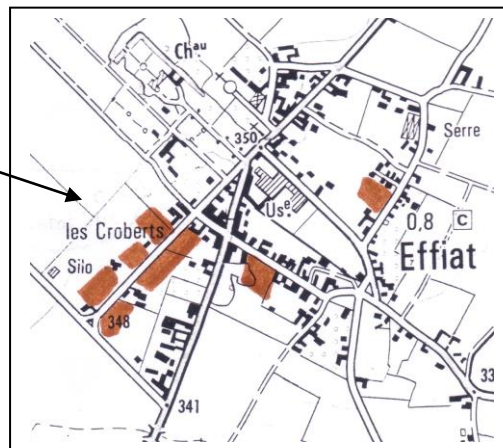 Chau
350
Serre
Use
les Croberts
0,8 C
Silo
Effiat
348
33
341